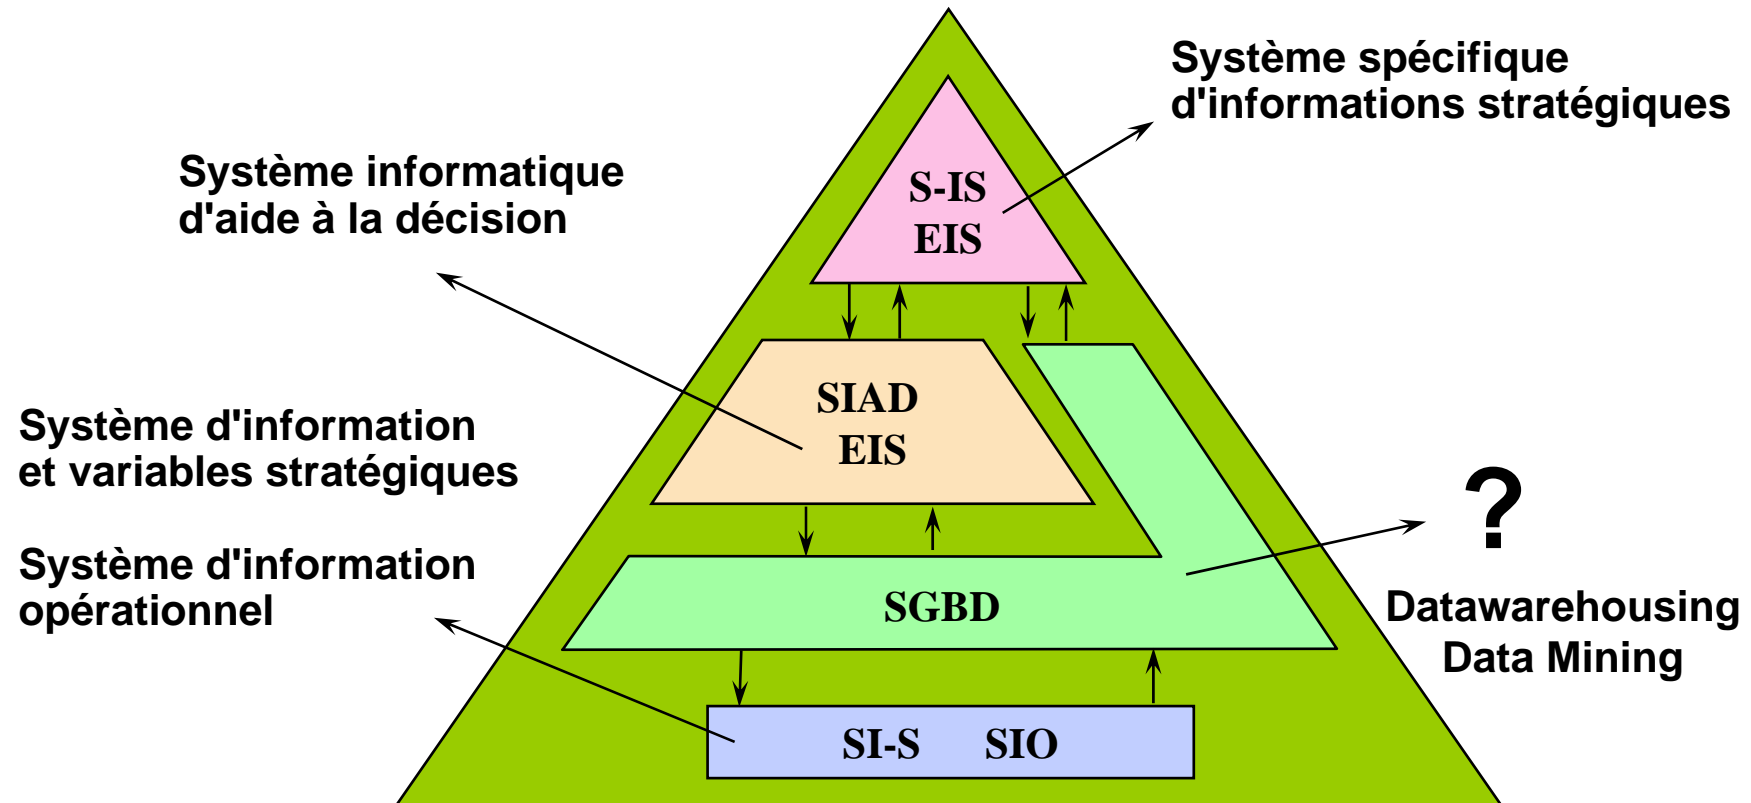 Système spécifique
d'informations stratégiques
Système informatique
d'aide à la décision
S-IS
EIS
SIAD
EIS
Système d'information
et variables stratégiques
?
Système d'information
opérationnel
SGBD
Datawarehousing
Data Mining
SI-S SIO